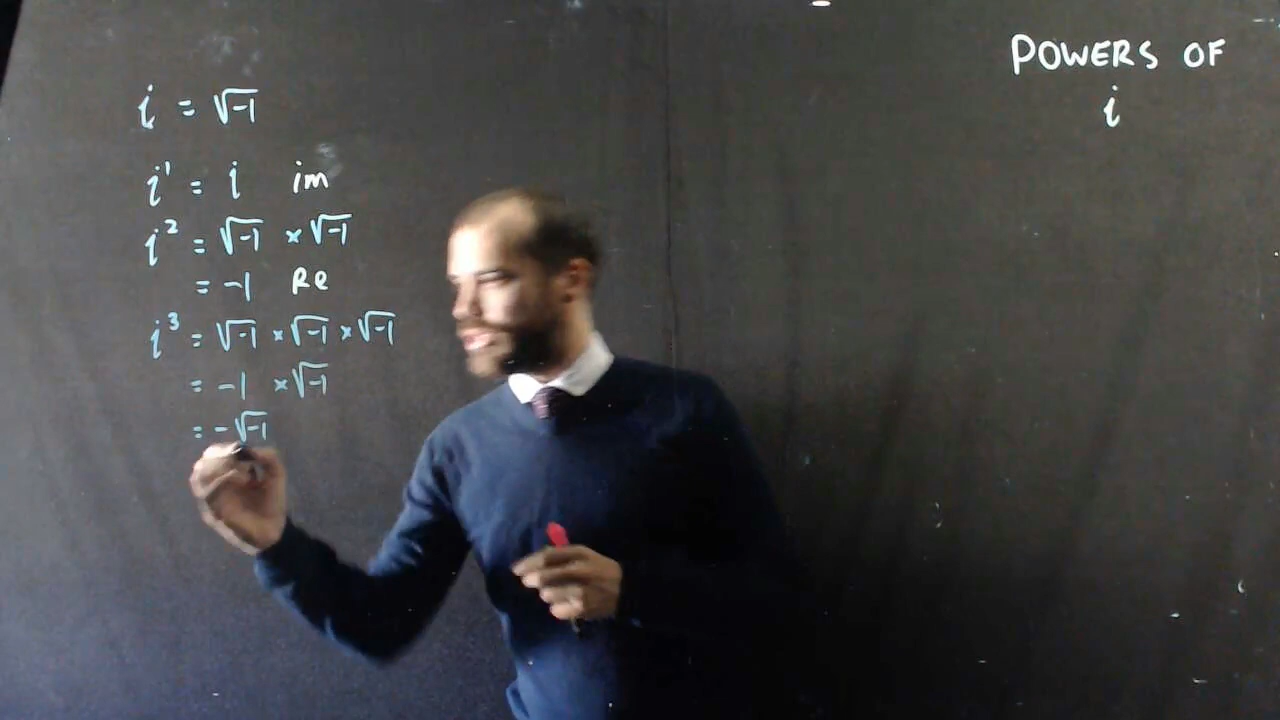 POWERS OF
i
i = √-1
i¹ = i im
i² = √-1 × √-1
= -1 Re
i³ = √-1 × √-1 × √-1
= -1 × √-1
= -√-1